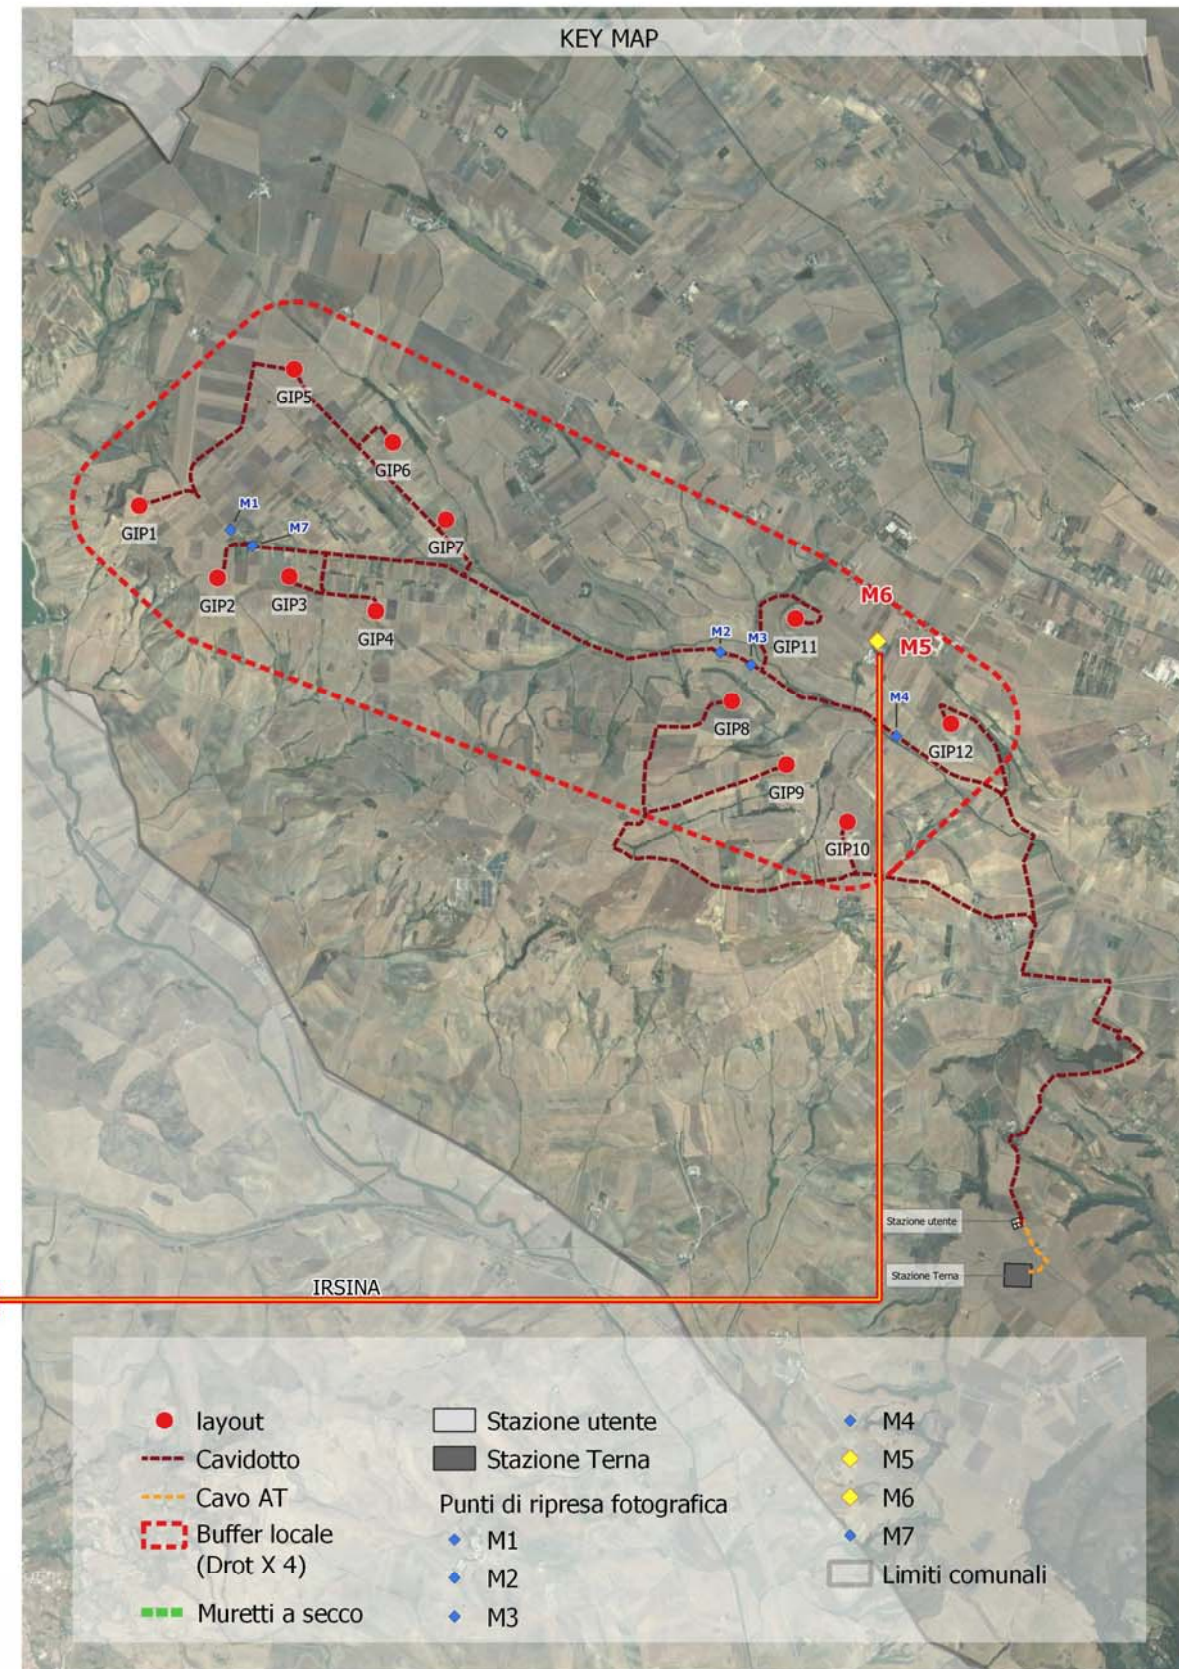 KEY MAP
GIP5
GIP6
M1
GIP1
M7
GIP7
GIP2
GIP3
GIP4
M6
M2
M3
GIP11
M5
M4
GIP8
GIP12
GIP9
GIP10
Stazione utente
Stazione Terna
IRSINA
layout
Cavidotto
Cavo AT
Buffer locale
(Drot X 4)
Muretti a secco
Stazione utente
Stazione Terna
Punti di ripresa fotografica
M1
M2
M3
M4
M5
M6
M7
Limiti comunali